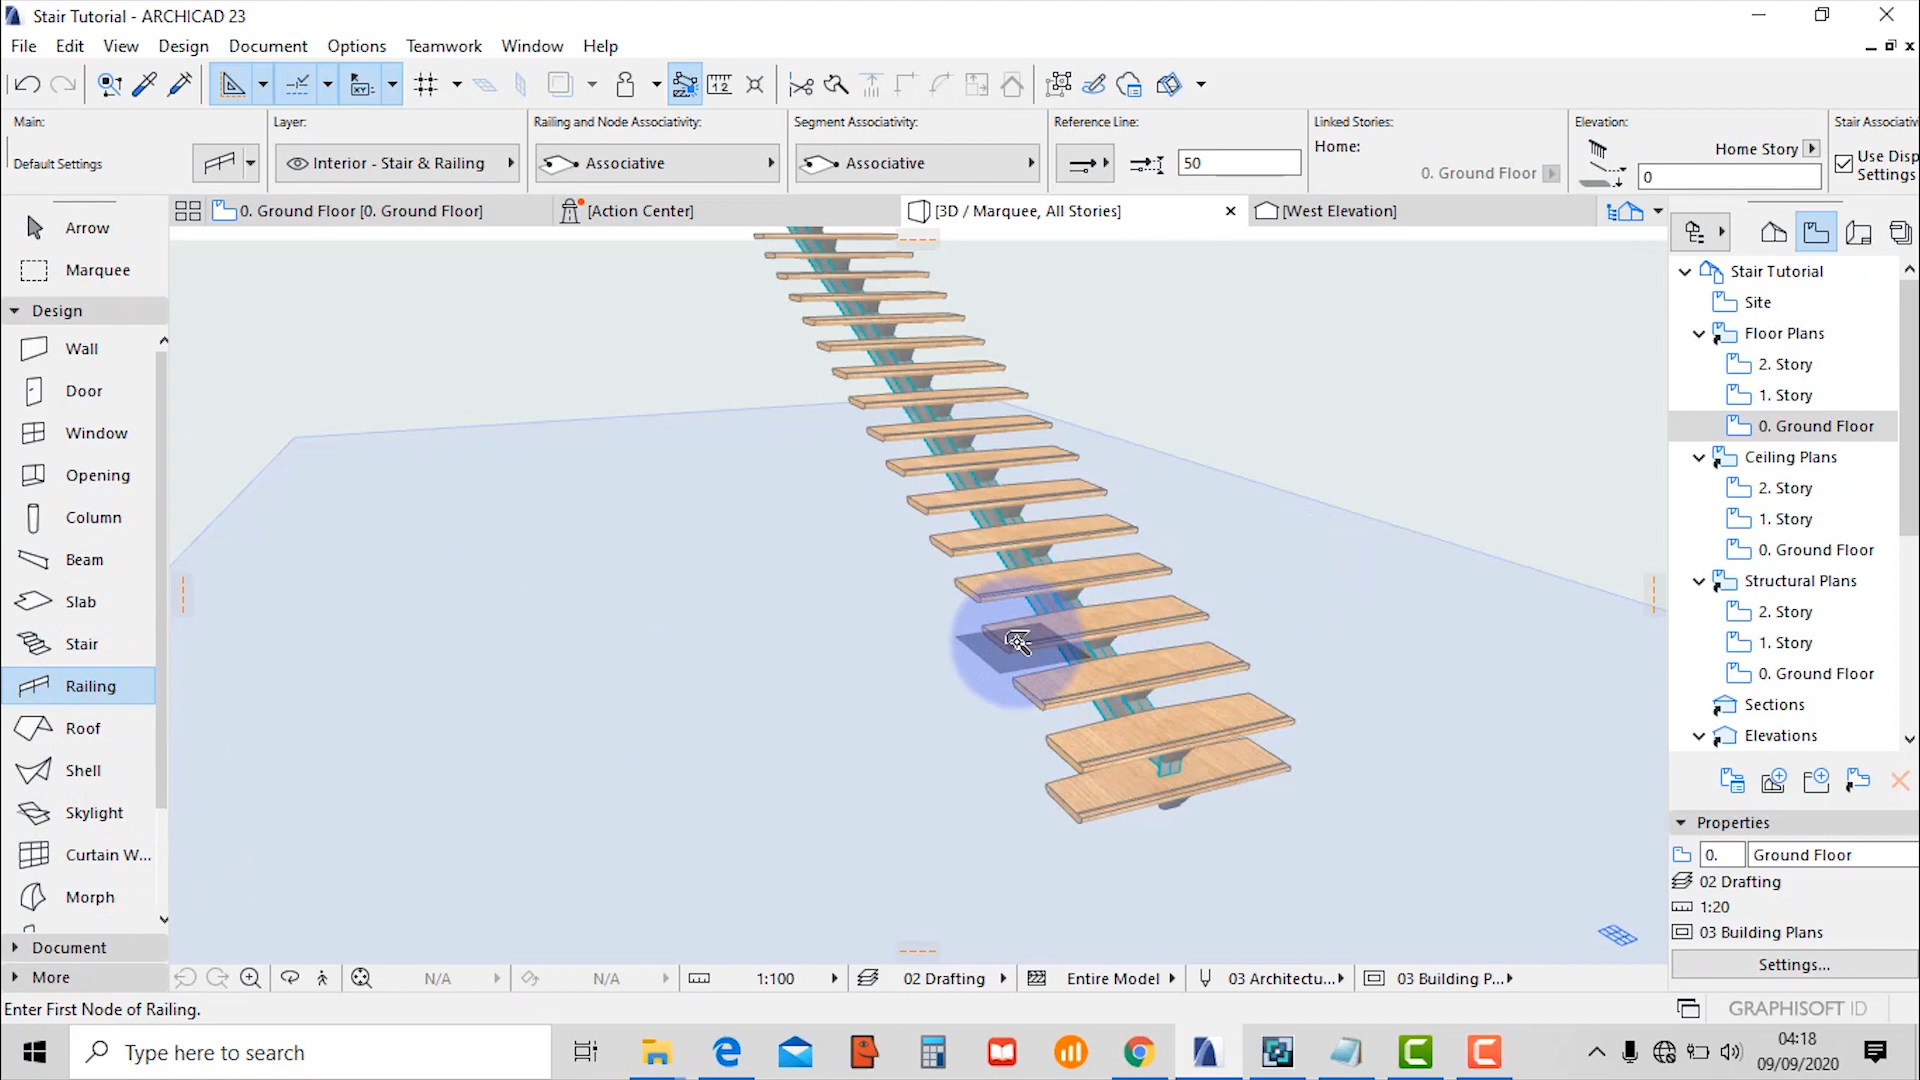 Stair Tutorial - ARCHICAD 23
File Edit View Design Document Options Teamwork Window Help
Main: Layer: Railing and Node Associativity: Segment Associativity: Reference Line: Linked Stories: Elevation: Stair Associativi
Home: Home Story Use Disp
Default Settings Interior - Stair & Railing Associative Associative 50 0. Ground Floor 0 Settings
0. Ground Floor [0. Ground Floor] [Action Center] [3D / Marquee, All Stories] [West Elevation]
Arrow
Marquee
Design
Wall
Door
Window
Opening
Column
Beam
Slab
Stair
Railing
Roof
Shell
Skylight
Curtain W...
Morph
Document
More
Stair Tutorial
Site
Floor Plans
2. Story
1. Story
0. Ground Floor
Ceiling Plans
2. Story
1. Story
0. Ground Floor
Structural Plans
2. Story
1. Story
0. Ground Floor
Sections
Elevations
Properties
0. Ground Floor
02 Drafting
1:20
03 Building Plans
Settings...
N/A N/A 1:100 02 Drafting Entire Model 03 Architectu... 03 Building P...
Enter First Node of Railing.
GRAPHISOFT ID
Type here to search
04:18
09/09/2020